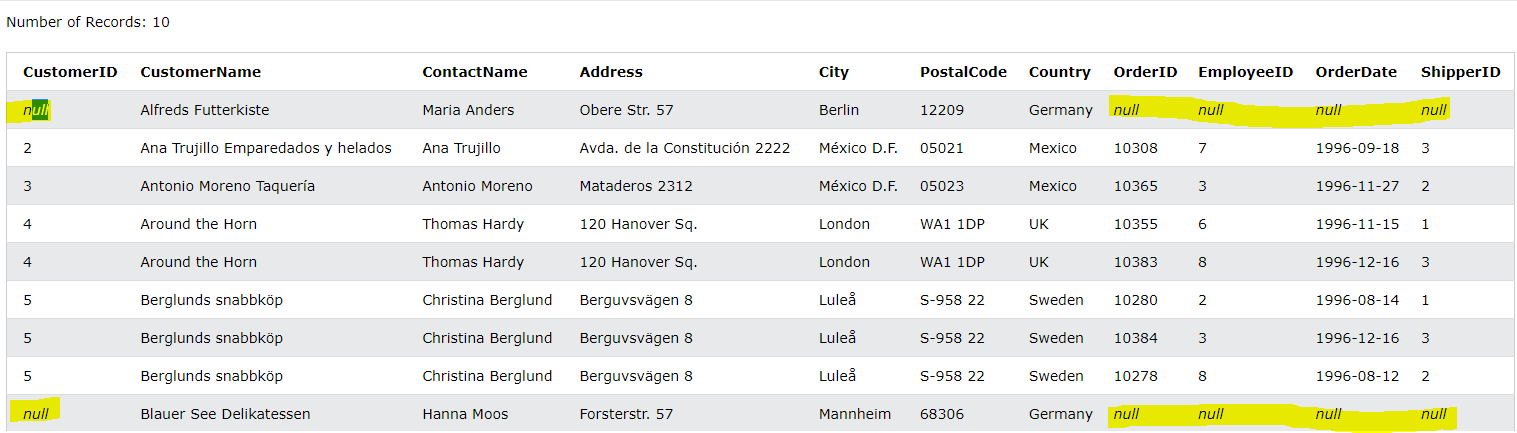 Number of Records: 10
CustomerID CustomerName ContactName Address City PostalCode Country OrderID EmployeeID OrderDate ShipperID
null Alfreds Futterkiste Maria Anders Obere Str. 57 Berlin 12209 Germany null null null null
2 Ana Trujillo Emparedados y helados Ana Trujillo Avda. de la Constitución 2222 México D.F. 05021 Mexico 10308 7 1996-09-18 3
3 Antonio Moreno Taquería Antonio Moreno Mataderos 2312 México D.F. 05023 Mexico 10365 3 1996-11-27 2
4 Around the Horn Thomas Hardy 120 Hanover Sq. London WA1 1DP UK 10355 6 1996-11-15 1
4 Around the Horn Thomas Hardy 120 Hanover Sq. London WA1 1DP UK 10383 8 1996-12-16 3
5 Berglunds snabbköp Christina Berglund Berguvsvägen 8 Luleå S-958 22 Sweden 10280 2 1996-08-14 1
5 Berglunds snabbköp Christina Berglund Berguvsvägen 8 Luleå S-958 22 Sweden 10384 3 1996-12-16 3
5 Berglunds snabbköp Christina Berglund Berguvsvägen 8 Luleå S-958 22 Sweden 10278 8 1996-08-12 2
null Blauer See Delikatessen Hanna Moos Forsterstr. 57 Mannheim 68306 Germany null null null null